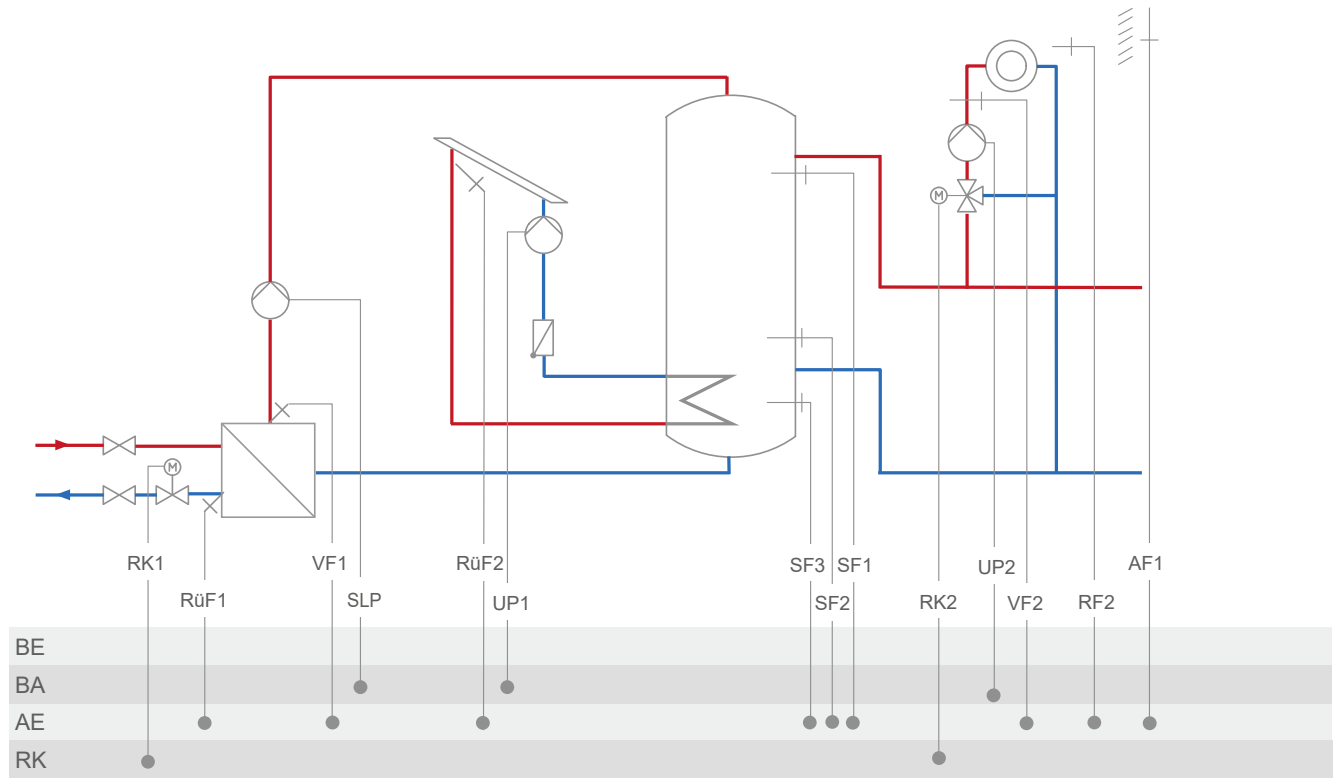 M
M
RK1
VF1
RüF2
SF3
SF1
UP2
AF1
RüF1
SLP
UP1
SF2
RK2
VF2
RF2
BE
BA
AE
RK